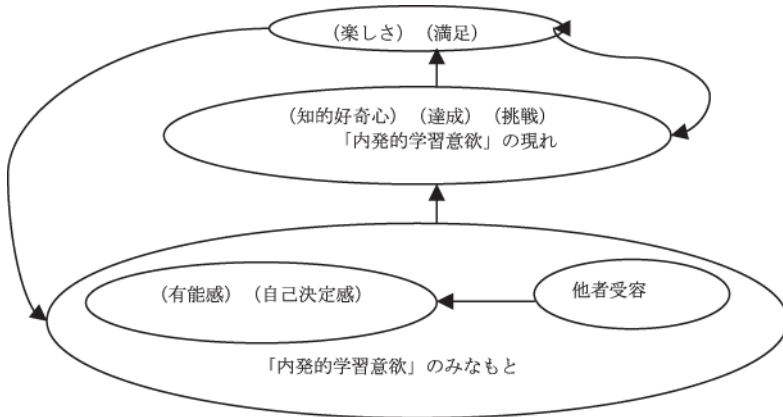 （楽しさ）（満足）
（知的好奇心）（達成）（挑戦）
「内発的学習意欲」の現れ
（有能感）（自己決定感）
他者受容
「内発的学習意欲」のみなもと